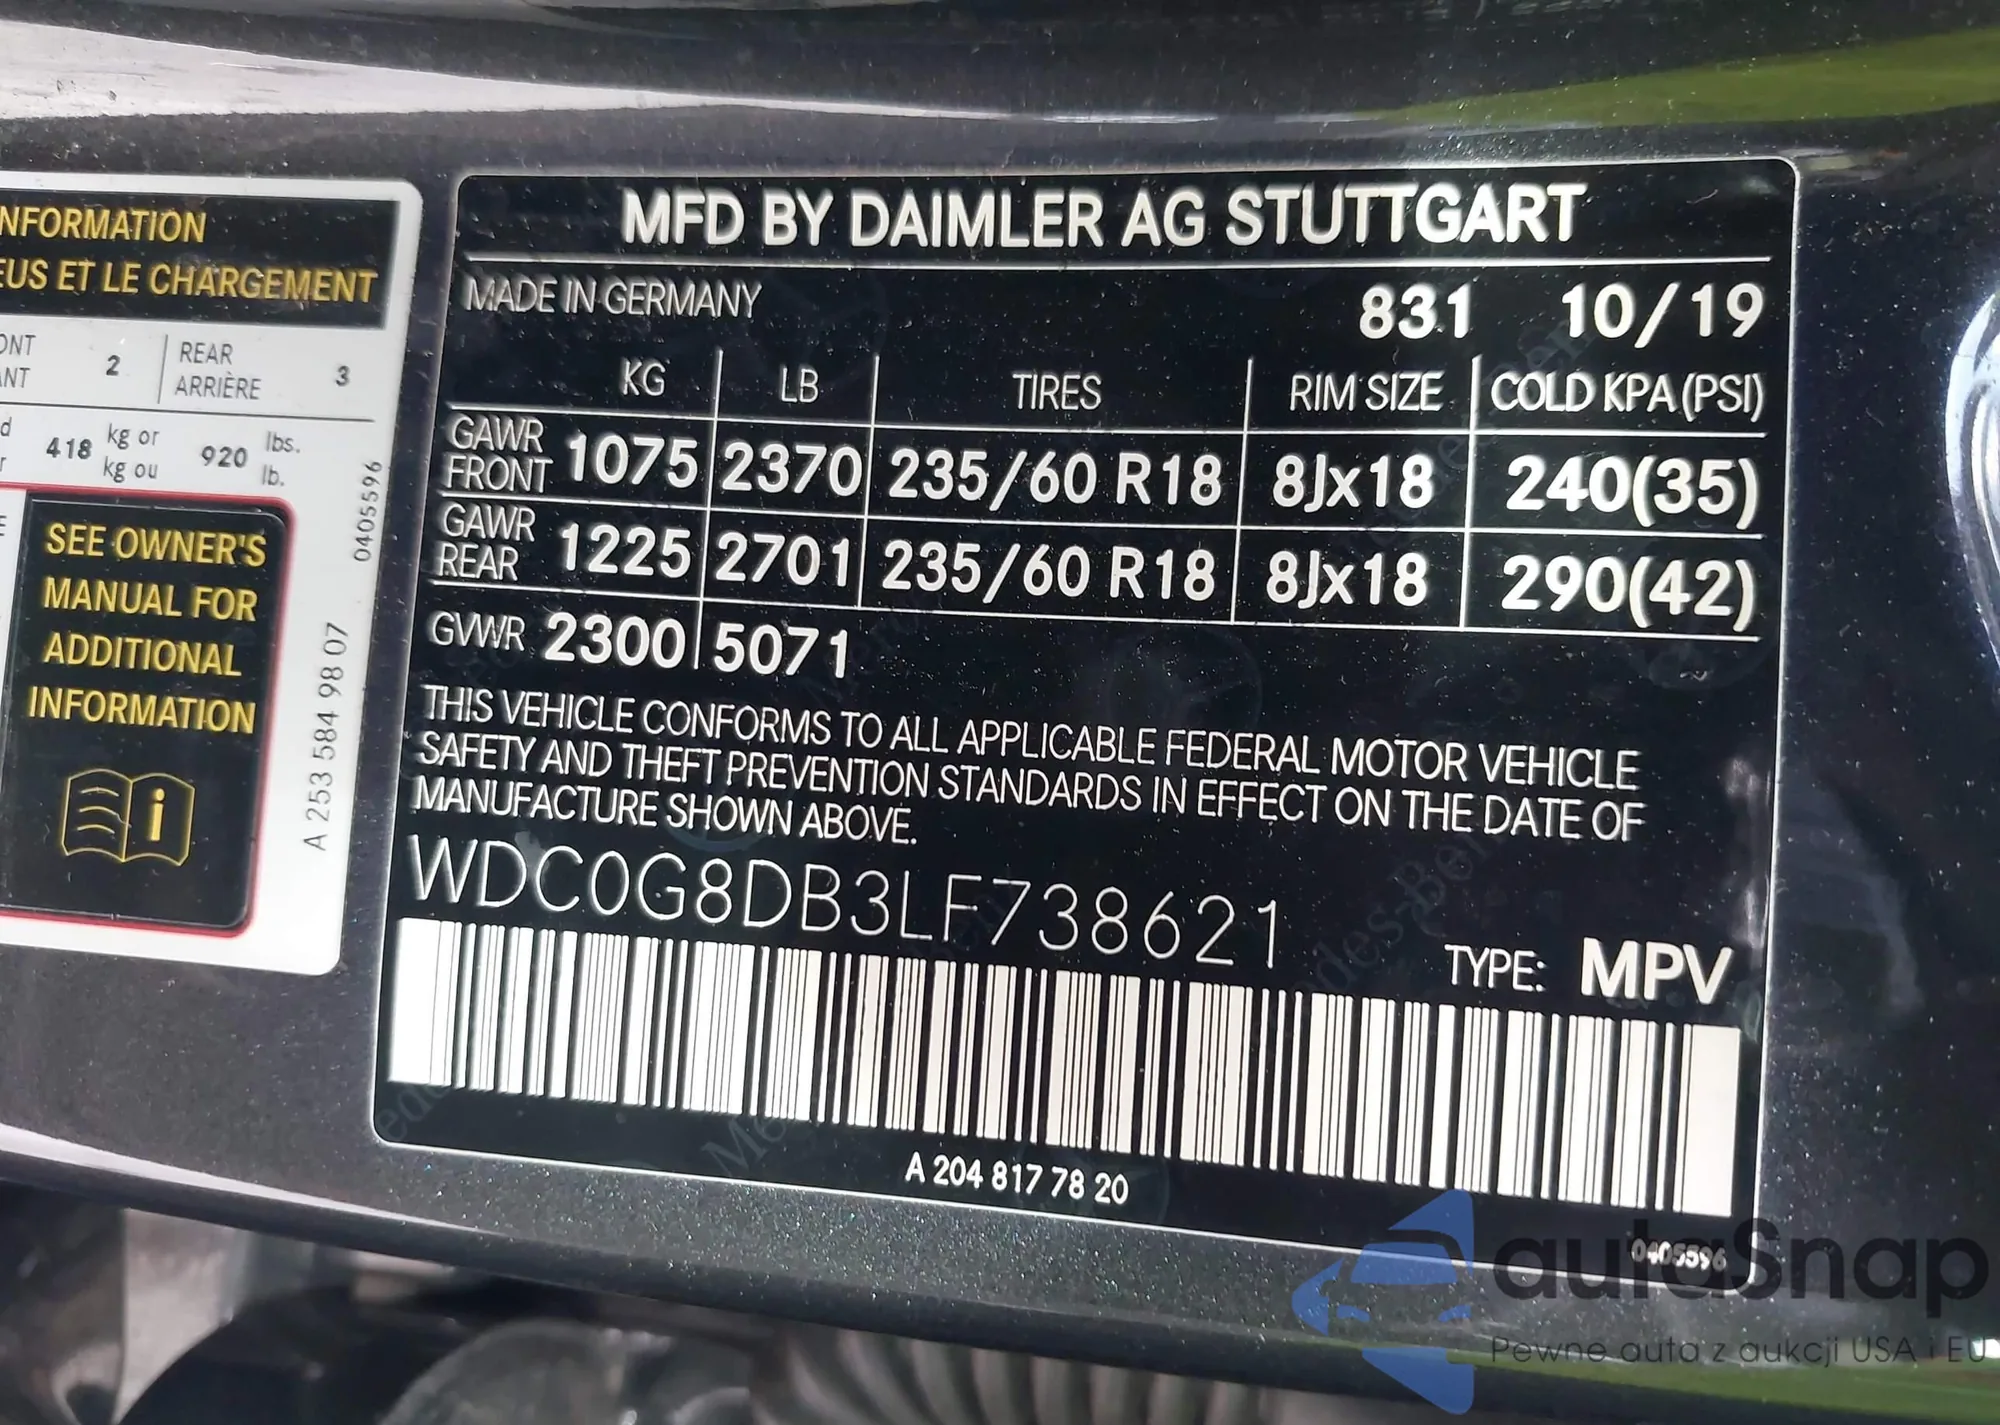 NFORMATION
EUS ET LE CHARGEMENT
ONT
ANT
2
REAR
ARRIÈRE
3
418 kg or
kg ou
920 lbs.
lb.
0405596
SEE OWNER'S
MANUAL FOR
ADDITIONAL
INFORMATION
A 253 584 98 07
MFD BY DAIMLER AG STUTTGART
MADE IN GERMANY 831 10/19
KG LB TIRES RIM SIZE COLD KPA (PSI)
GAWR FRONT 1075 2370 235/60 R18 8Jx18 240(35)
GAWR REAR 1225 2701 235/60 R18 8Jx18 290(42)
GVWR 2300 5071
THIS VEHICLE CONFORMS TO ALL APPLICABLE FEDERAL MOTOR VEHICLE
SAFETY AND THEFT PREVENTION STANDARDS IN EFFECT ON THE DATE OF
MANUFACTURE SHOWN ABOVE.
WDC0G8DB3LF738621
TYPE: MPV
A 204 817 78 20
0405596
autaSnap
Pewne auta z aukcji USA i EU